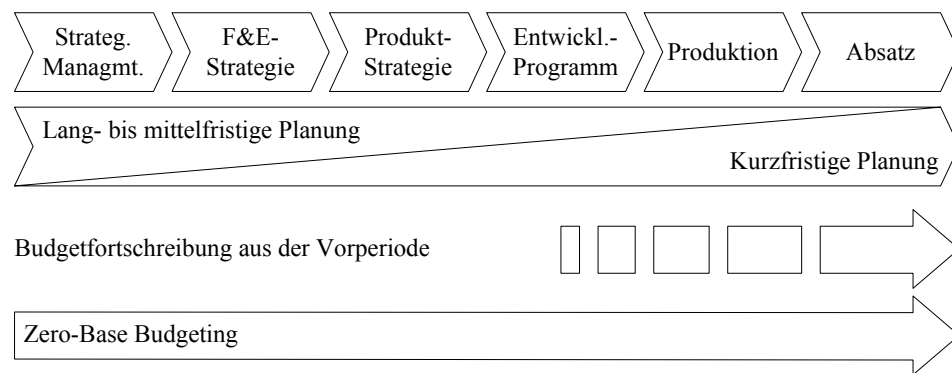 Strateg.
Managmt.
F&E-
Strategie
Produkt-
Strategie
Entwickl.-
Programm
Produktion
Absatz
Lang- bis mittelfristige Planung
Kurzfristige Planung
Budgetfortschreibung aus der Vorperiode
Zero-Base Budgeting